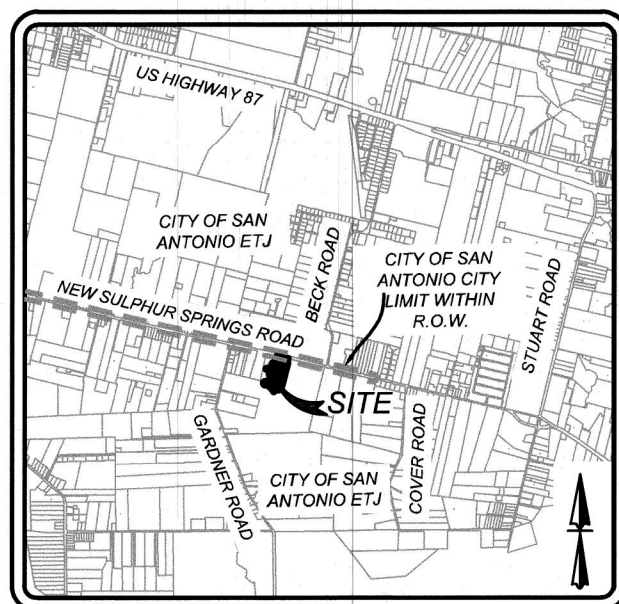 US HIGHWAY 87
CITY OF SAN
ANTONIO ETJ
BECK ROAD
CITY OF SAN
ANTONIO CITY
LIMIT WITHIN
R.O.W.
STUART ROAD
NEW SULPHUR SPRINGS ROAD
SITE
GARDNER ROAD
CITY OF SAN
ANTONIO ETJ
COVER ROAD